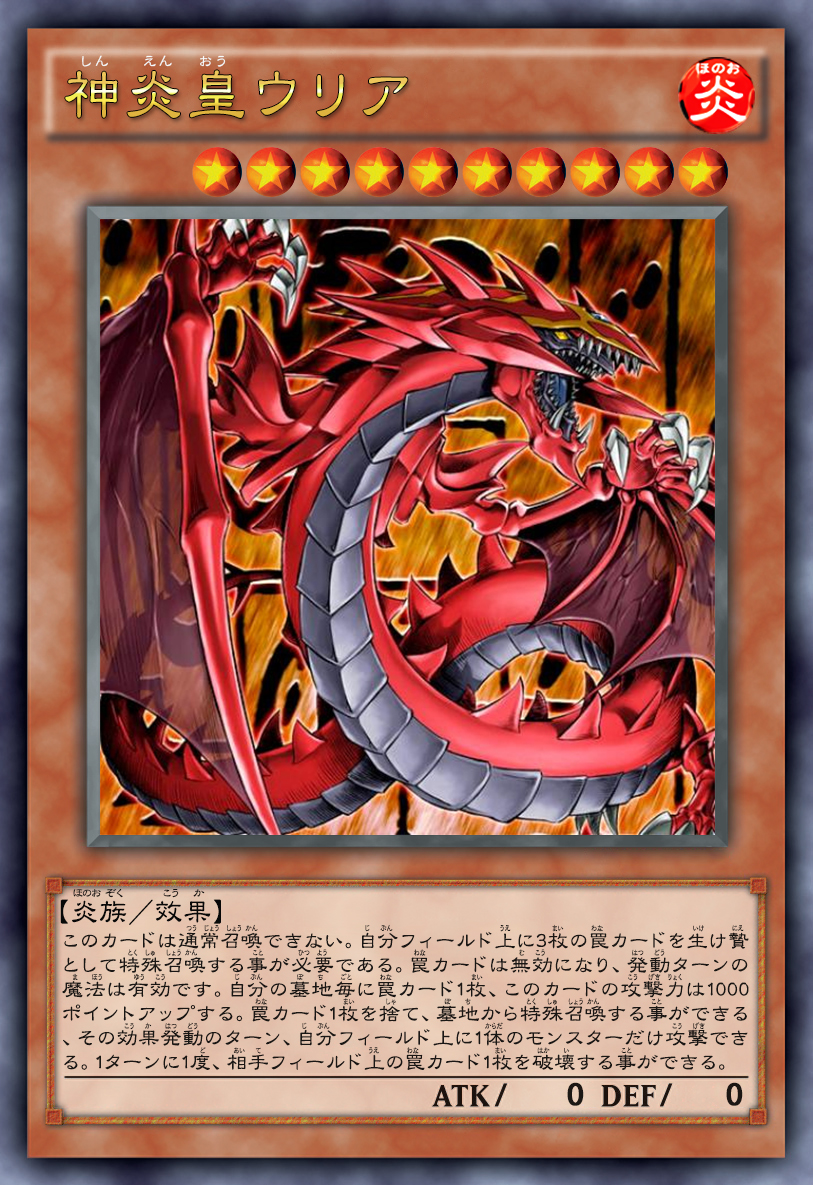 神炎皇ウリア
炎
【炎族／効果】
このカードは通常召喚できない。自分フィールド上に3枚の罠カードを生け贄
として特殊召喚する事が必要である。罠カードは無効になり、発動ターンの
魔法は有効です。自分の墓地毎に罠カード1枚、このカードの攻撃力は1000
ポイントアップする。罠カード1枚を捨て、墓地から特殊召喚する事ができる
、その効果発動のターン、自分フィールド上に1体のモンスターだけ攻撃でき
る。1ターンに1度、相手フィールド上の罠カード1枚を破壊する事ができる。
ATK/ 0 DEF/ 0